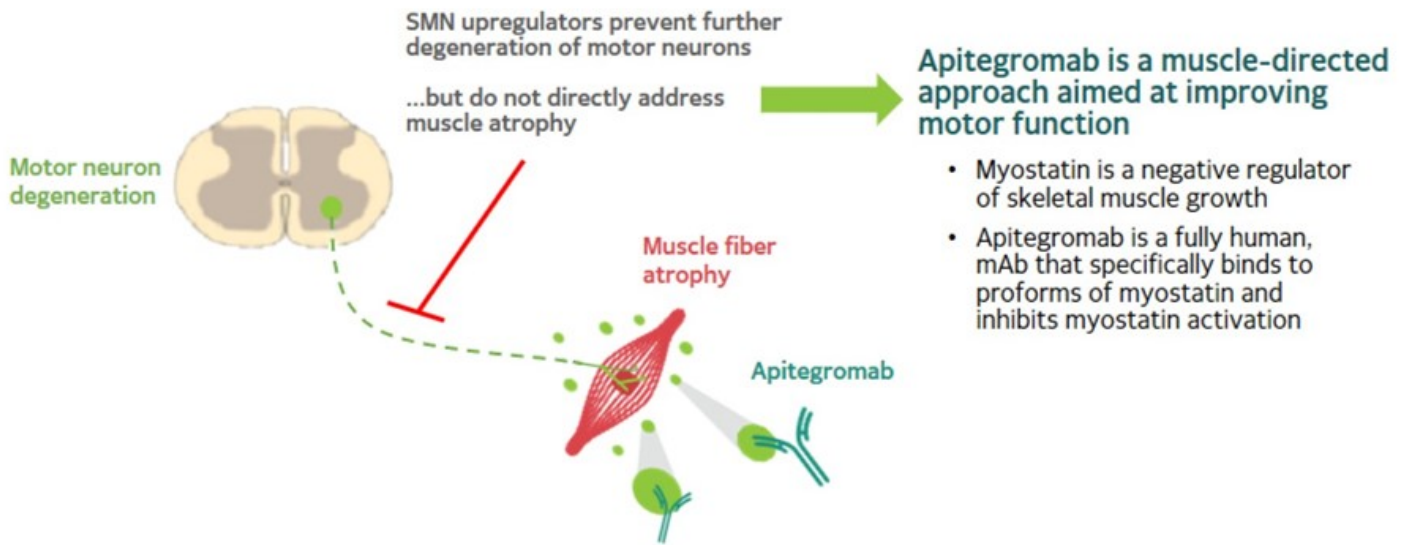 SMN upregulators prevent further
degeneration of motor neurons
...but do not directly address
muscle atrophy
Motor neuron
degeneration
Muscle fiber
atrophy
Apitegromab
Apitegromab is a muscle-directed
approach aimed at improving
motor function
• Myostatin is a negative regulator
of skeletal muscle growth
• Apitegromab is a fully human,
mAb that specifically binds to
proforms of myostatin and
inhibits myostatin activation